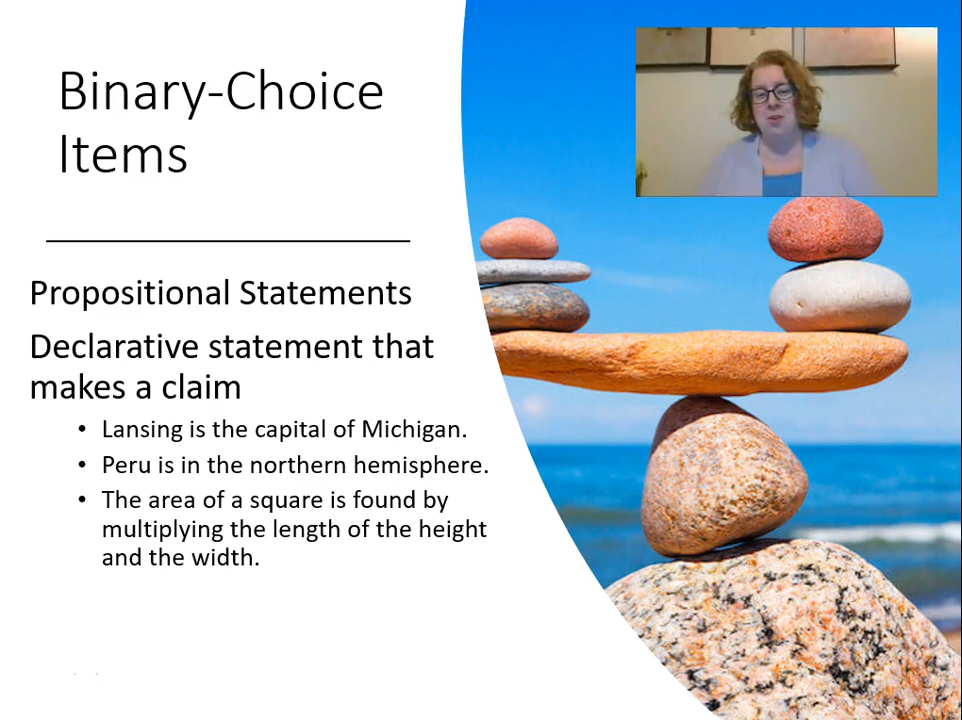 Binary-Choice
Items
Propositional Statements
Declarative statement that
makes a claim
• Lansing is the capital of Michigan.
• Peru is in the northern hemisphere.
• The area of a square is found by
multiplying the length of the height
and the width.